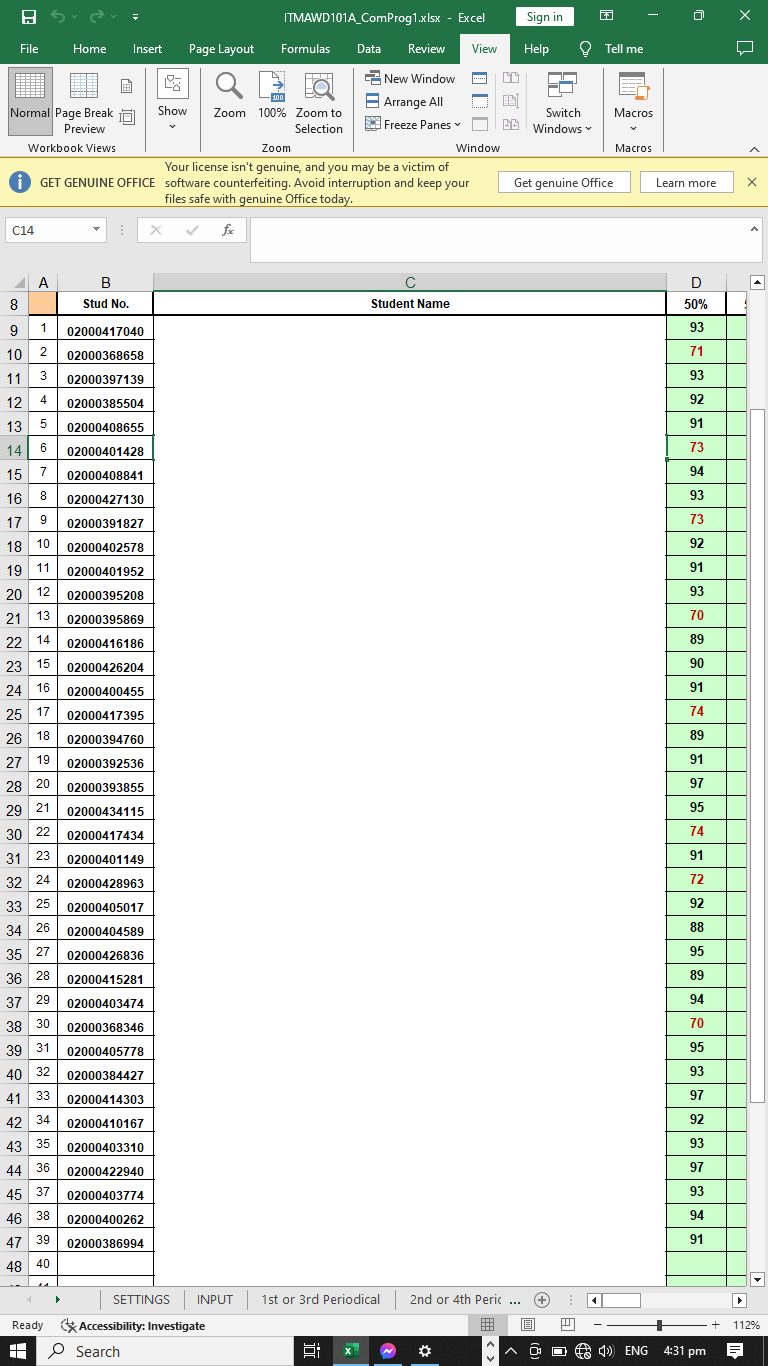 ITMAWD101A_ComProg1.xlsx - Excel
Sign in
File Home Insert Page Layout Formulas Data Review View Help Tell me
Normal
Page Break Preview
Show
Zoom
100%
Zoom to Selection
New Window
Arrange All
Freeze Panes
Switch Windows
Macros
Workbook Views Zoom Window Macros
GET GENUINE OFFICE
Your license isn't genuine, and you may be a victim of
software counterfeiting. Avoid interruption and keep your
files safe with genuine Office today.
Get genuine Office
Learn more
C14
fx
A B C D
8 Stud No. Student Name 50%
9 1 02000417040 93
10 2 02000368658 71
11 3 02000397139 93
12 4 02000385504 92
13 5 02000408655 91
14 6 02000401428 73
15 7 02000408841 94
16 8 02000427130 93
17 9 02000391827 73
18 10 02000402578 92
19 11 02000401952 91
20 12 02000395208 93
21 13 02000395869 70
22 14 02000416186 89
23 15 02000426204 90
24 16 02000400455 91
25 17 02000417395 74
26 18 02000394760 89
27 19 02000392536 91
28 20 02000393855 97
29 21 02000434115 95
30 22 02000417434 74
31 23 02000401149 91
32 24 02000428963 72
33 25 02000405017 92
34 26 02000404589 88
35 27 02000426836 95
36 28 02000415281 89
37 29 02000403474 94
38 30 02000368346 70
39 31 02000405778 95
40 32 02000384427 93
41 33 02000414303 97
42 34 02000410167 92
43 35 02000403310 93
44 36 02000422940 97
45 37 02000403774 93
46 38 02000400262 94
47 39 02000386994 91
48 40
SETTINGS INPUT 1st or 3rd Periodical 2nd or 4th Peric ...
Ready Accessibility: Investigate 112%
Search ENG 4:31 pm